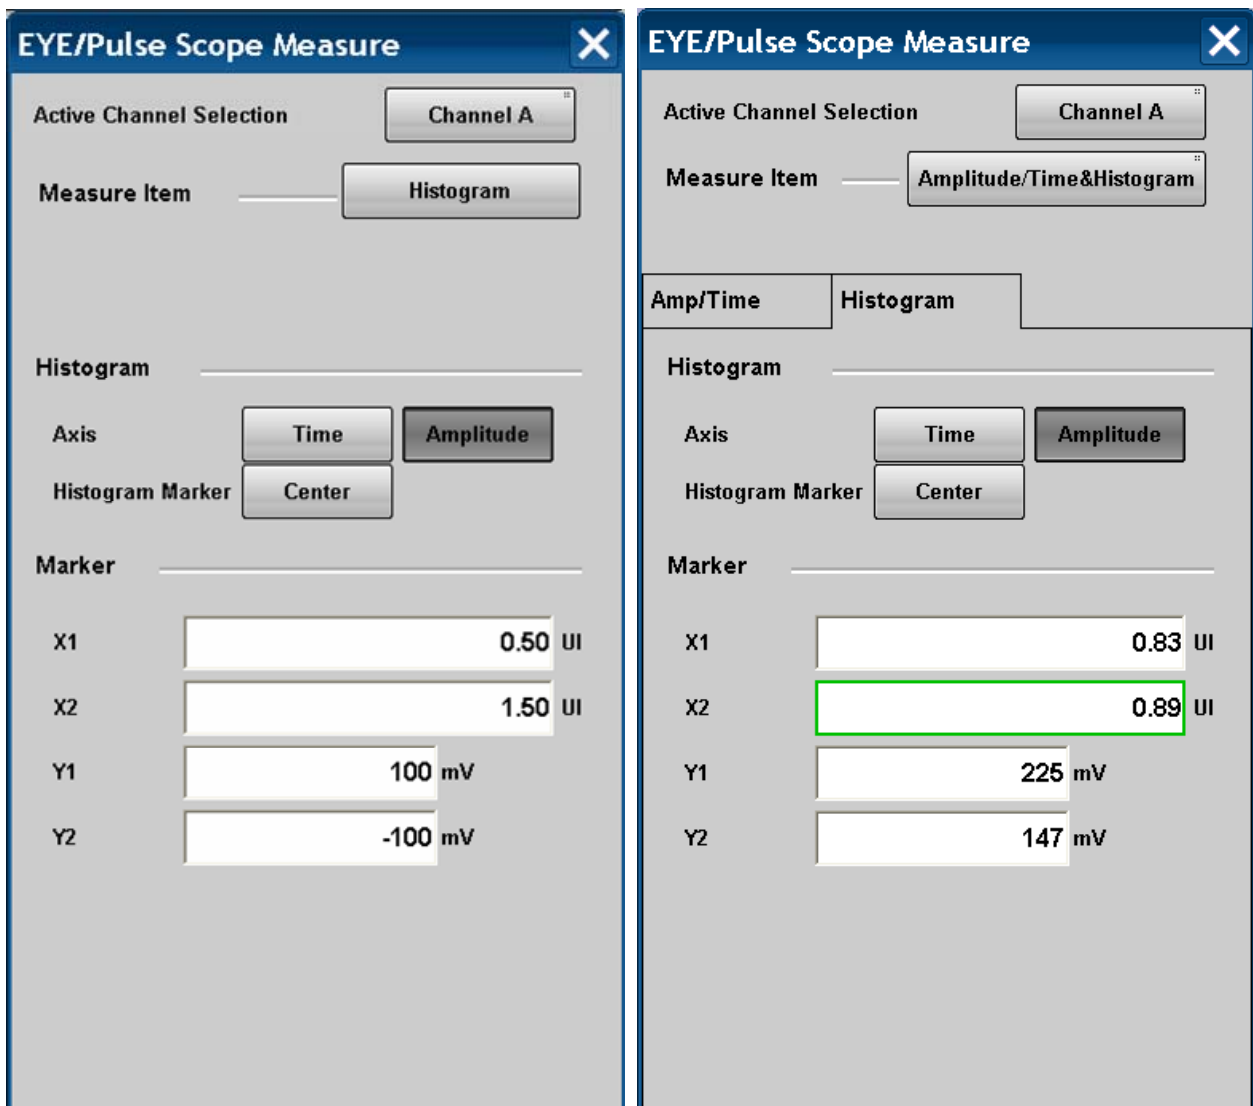 EYE/Pulse Scope Measure
Active Channel Selection Channel A
Measure Item Histogram
Histogram
Axis Time Amplitude
Histogram Marker Center
Marker
X1 0.50 UI
X2 1.50 UI
Y1 100 mV
Y2 -100 mV
EYE/Pulse Scope Measure
Active Channel Selection Channel A
Measure Item Amplitude/Time&Histogram
Amp/Time Histogram
Histogram
Axis Time Amplitude
Histogram Marker Center
Marker
X1 0.83 UI
X2 0.89 UI
Y1 225 mV
Y2 147 mV